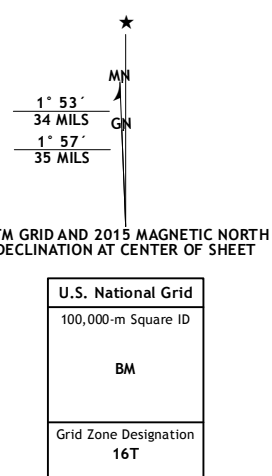 MN
1° 53´
34 MILS
GN
1° 57´
35 MILS
TM GRID AND 2015 MAGNETIC NORTH
DECLINATION AT CENTER OF SHEET
U.S. National Grid
100,000-m Square ID
BM
Grid Zone Designation
16T